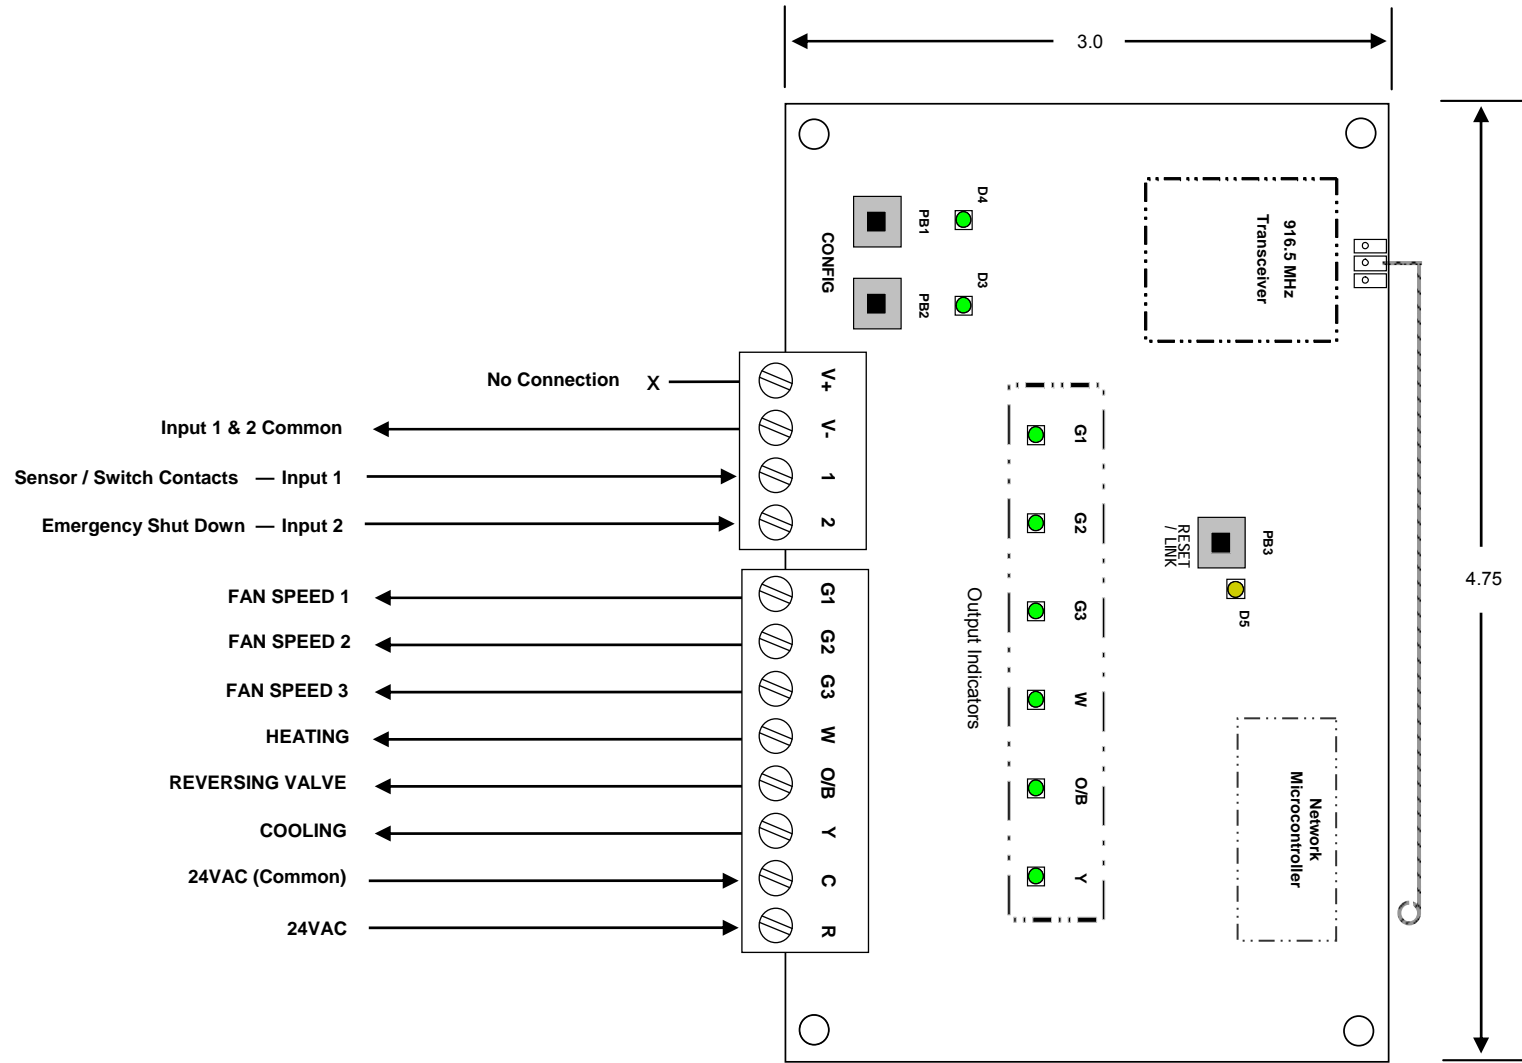 3.0
4.75
D4
PB1
CONFIG
D3
PB2
916.5 MHz
Transceiver
No Connection X
V+
Input 1 & 2 Common
V-
Sensor / Switch Contacts — Input 1
1
Emergency Shut Down — Input 2
2
FAN SPEED 1
G1
FAN SPEED 2
G2
FAN SPEED 3
G3
HEATING
W
REVERSING VALVE
O/B
COOLING
Y
24VAC (Common)
C
24VAC
R
G1
G2
G3
W
O/B
Y
Output Indicators
PB3
RESET
/ LINK
D5
Network
Microcontroller